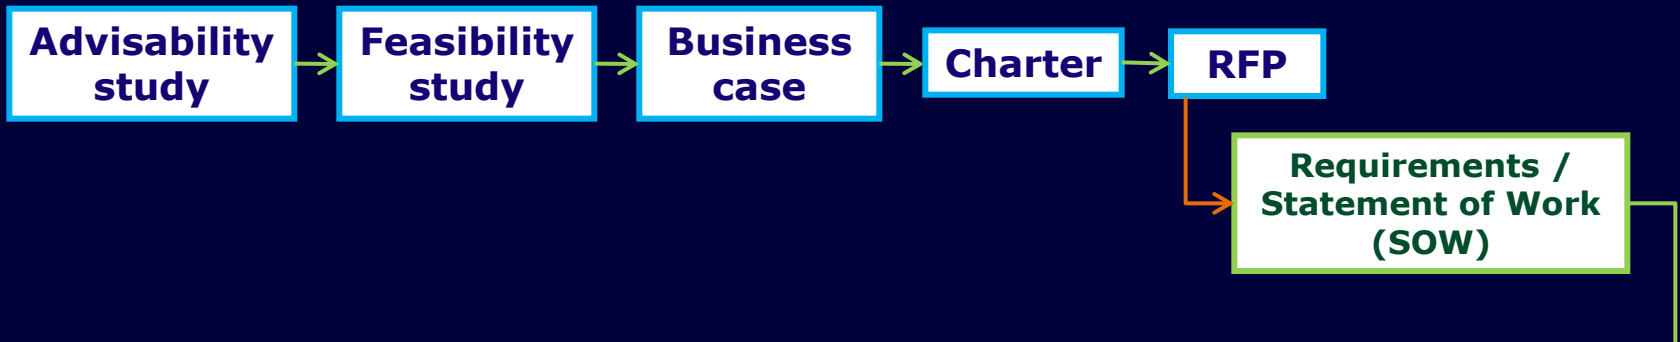 Advisability
study
Feasibility
study
Business
case
Charter
RFP
Requirements /
Statement of Work
(SOW)